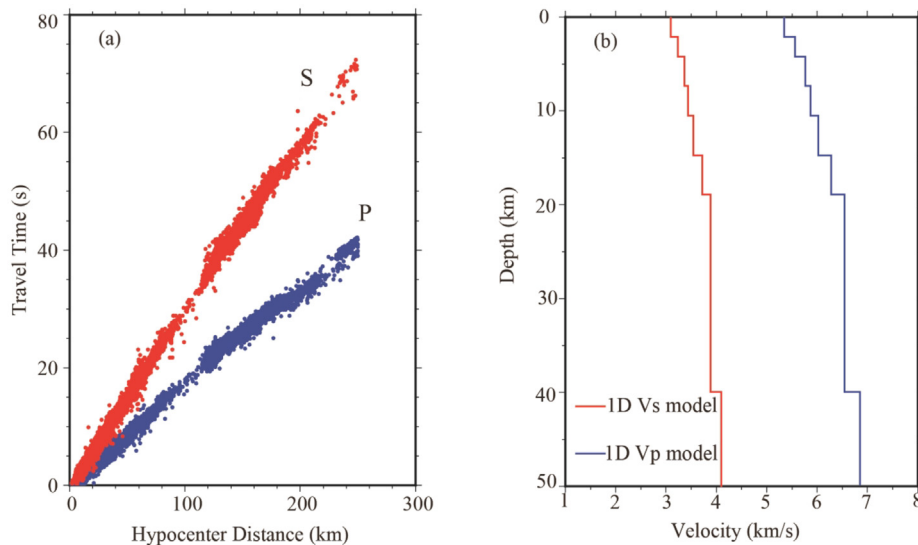 (a)
S
P
80
60
40
20
0
0
100
200
300
Travel Time (s)
Hypocenter Distance (km)
(b)
0
10
20
30
40
50
Depth (km)
1D Vs model
1D Vp model
1
2
3
4
5
6
7
8
Velocity (km/s)